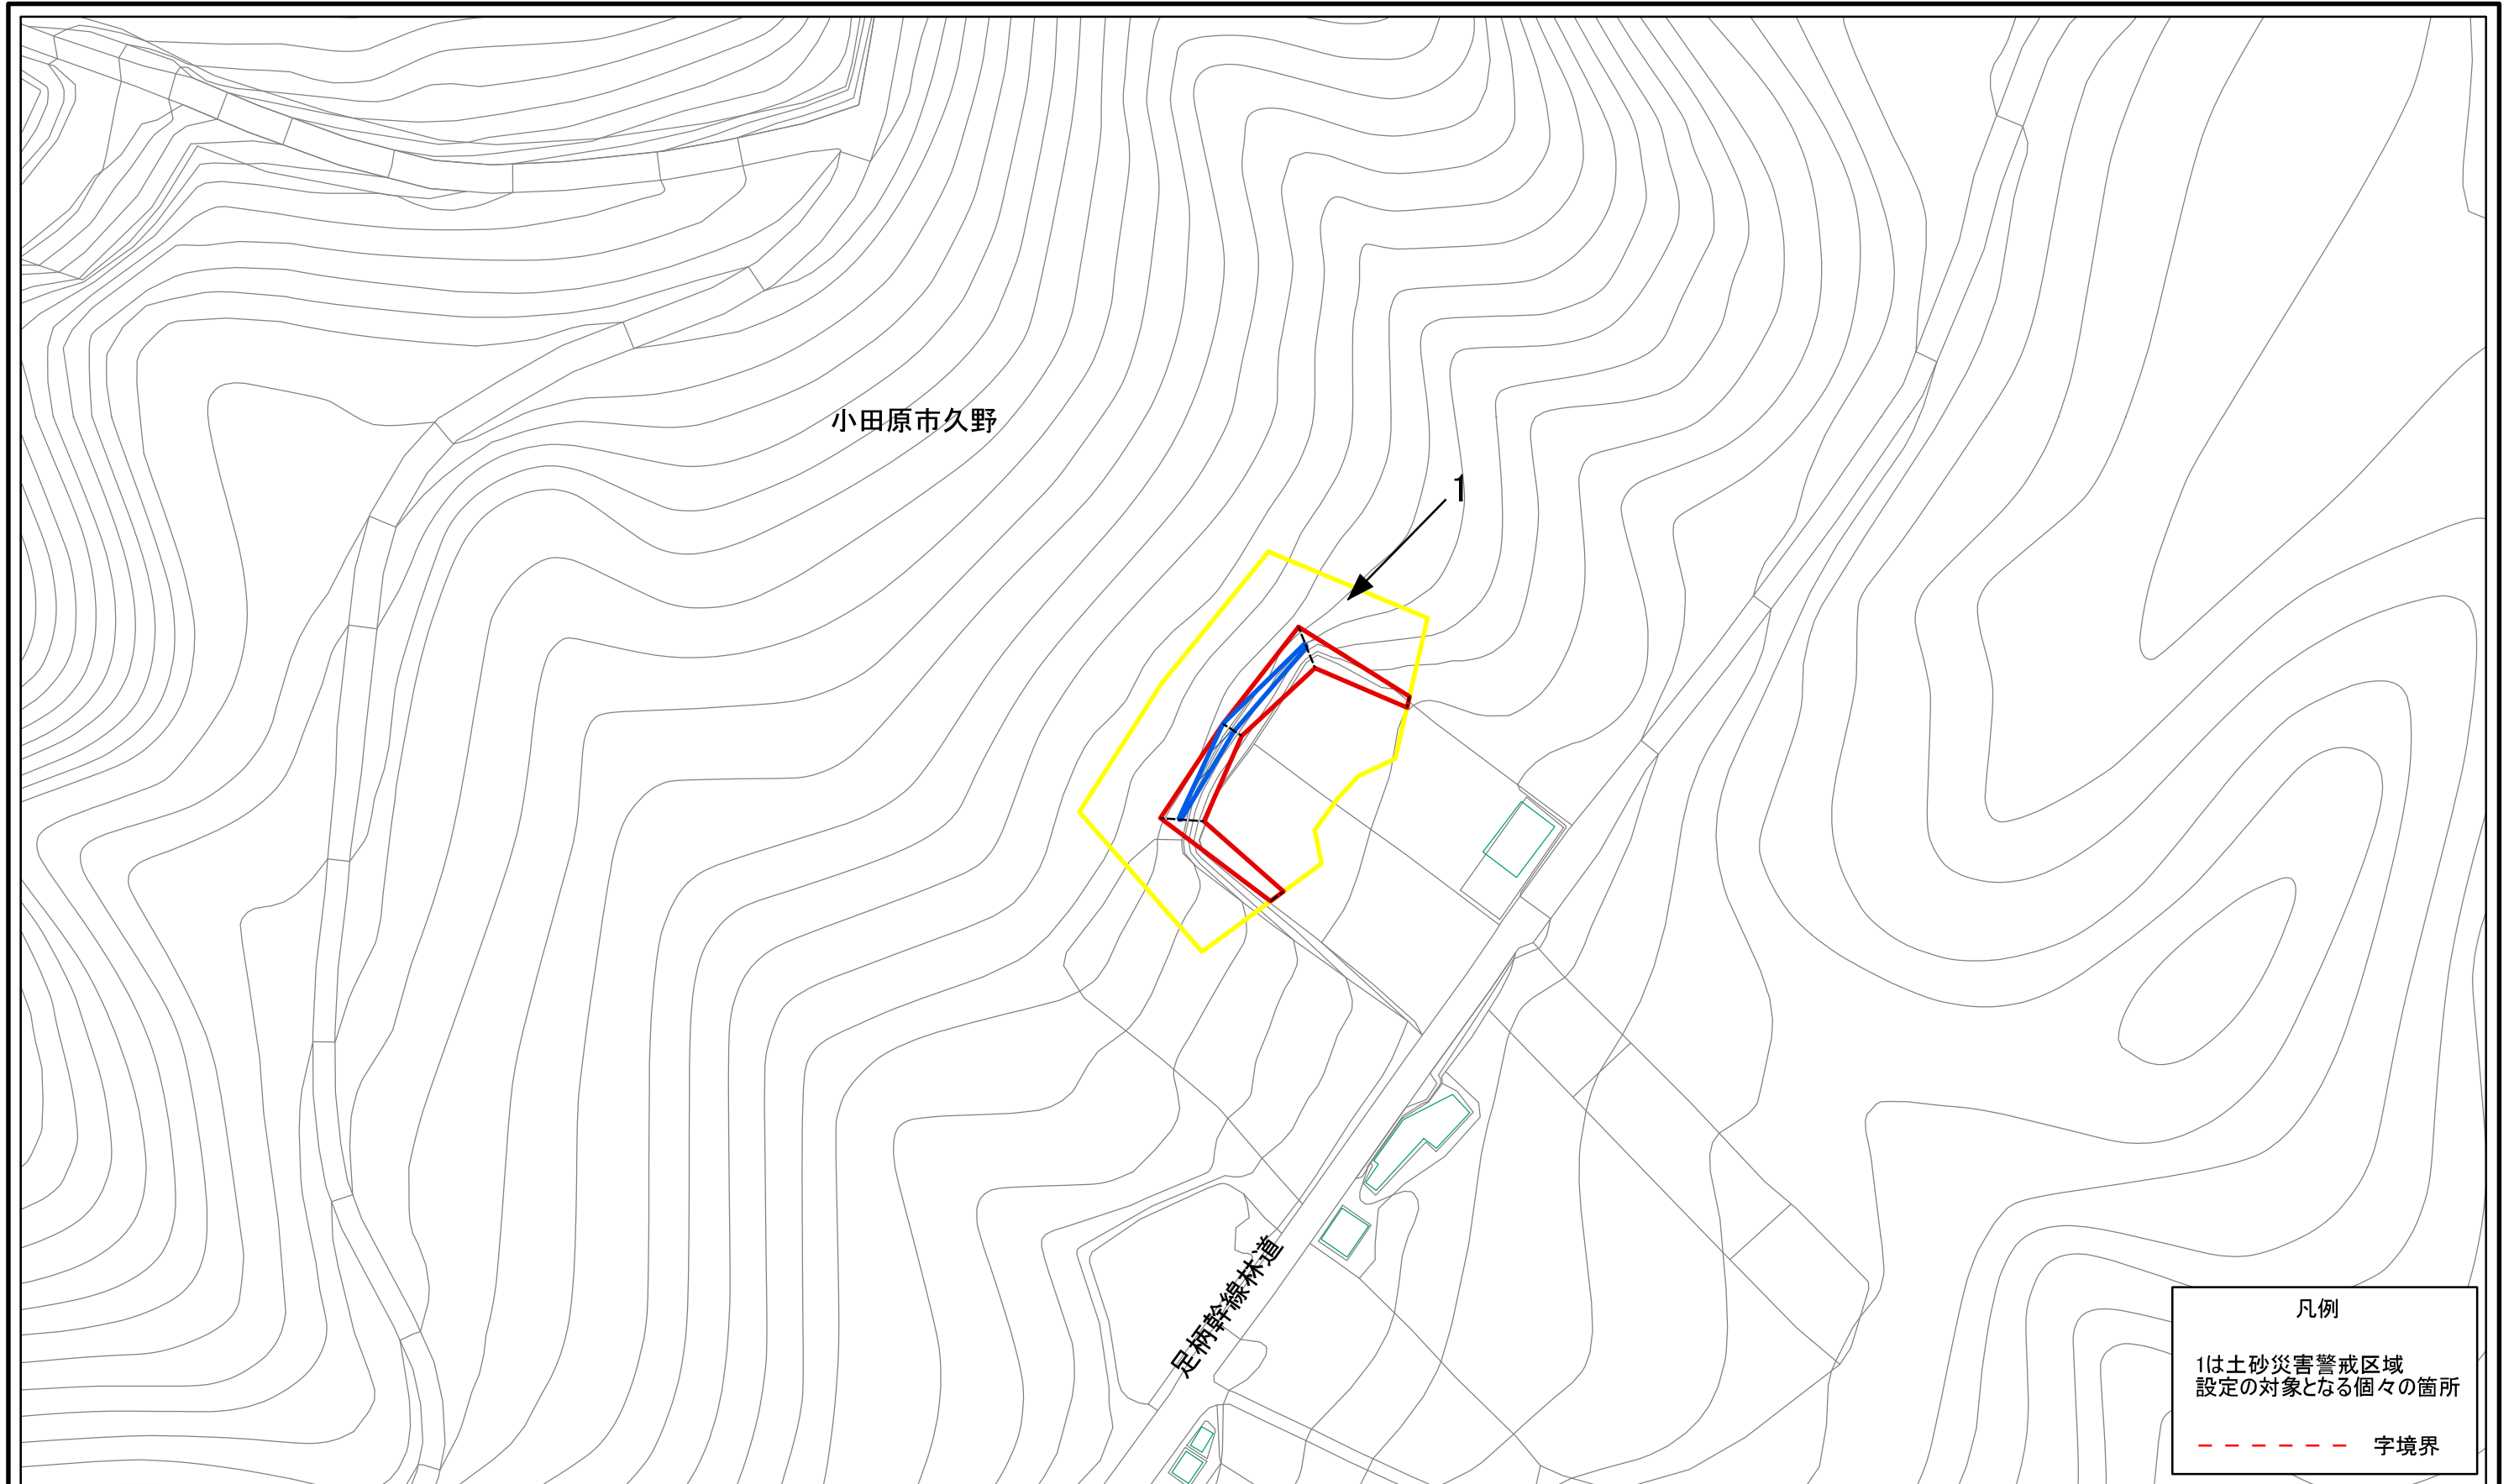 小田原市久野
1
足柄幹線林道
凡例
1は土砂災害警戒区域
設定の対象となる個々の箇所
字境界